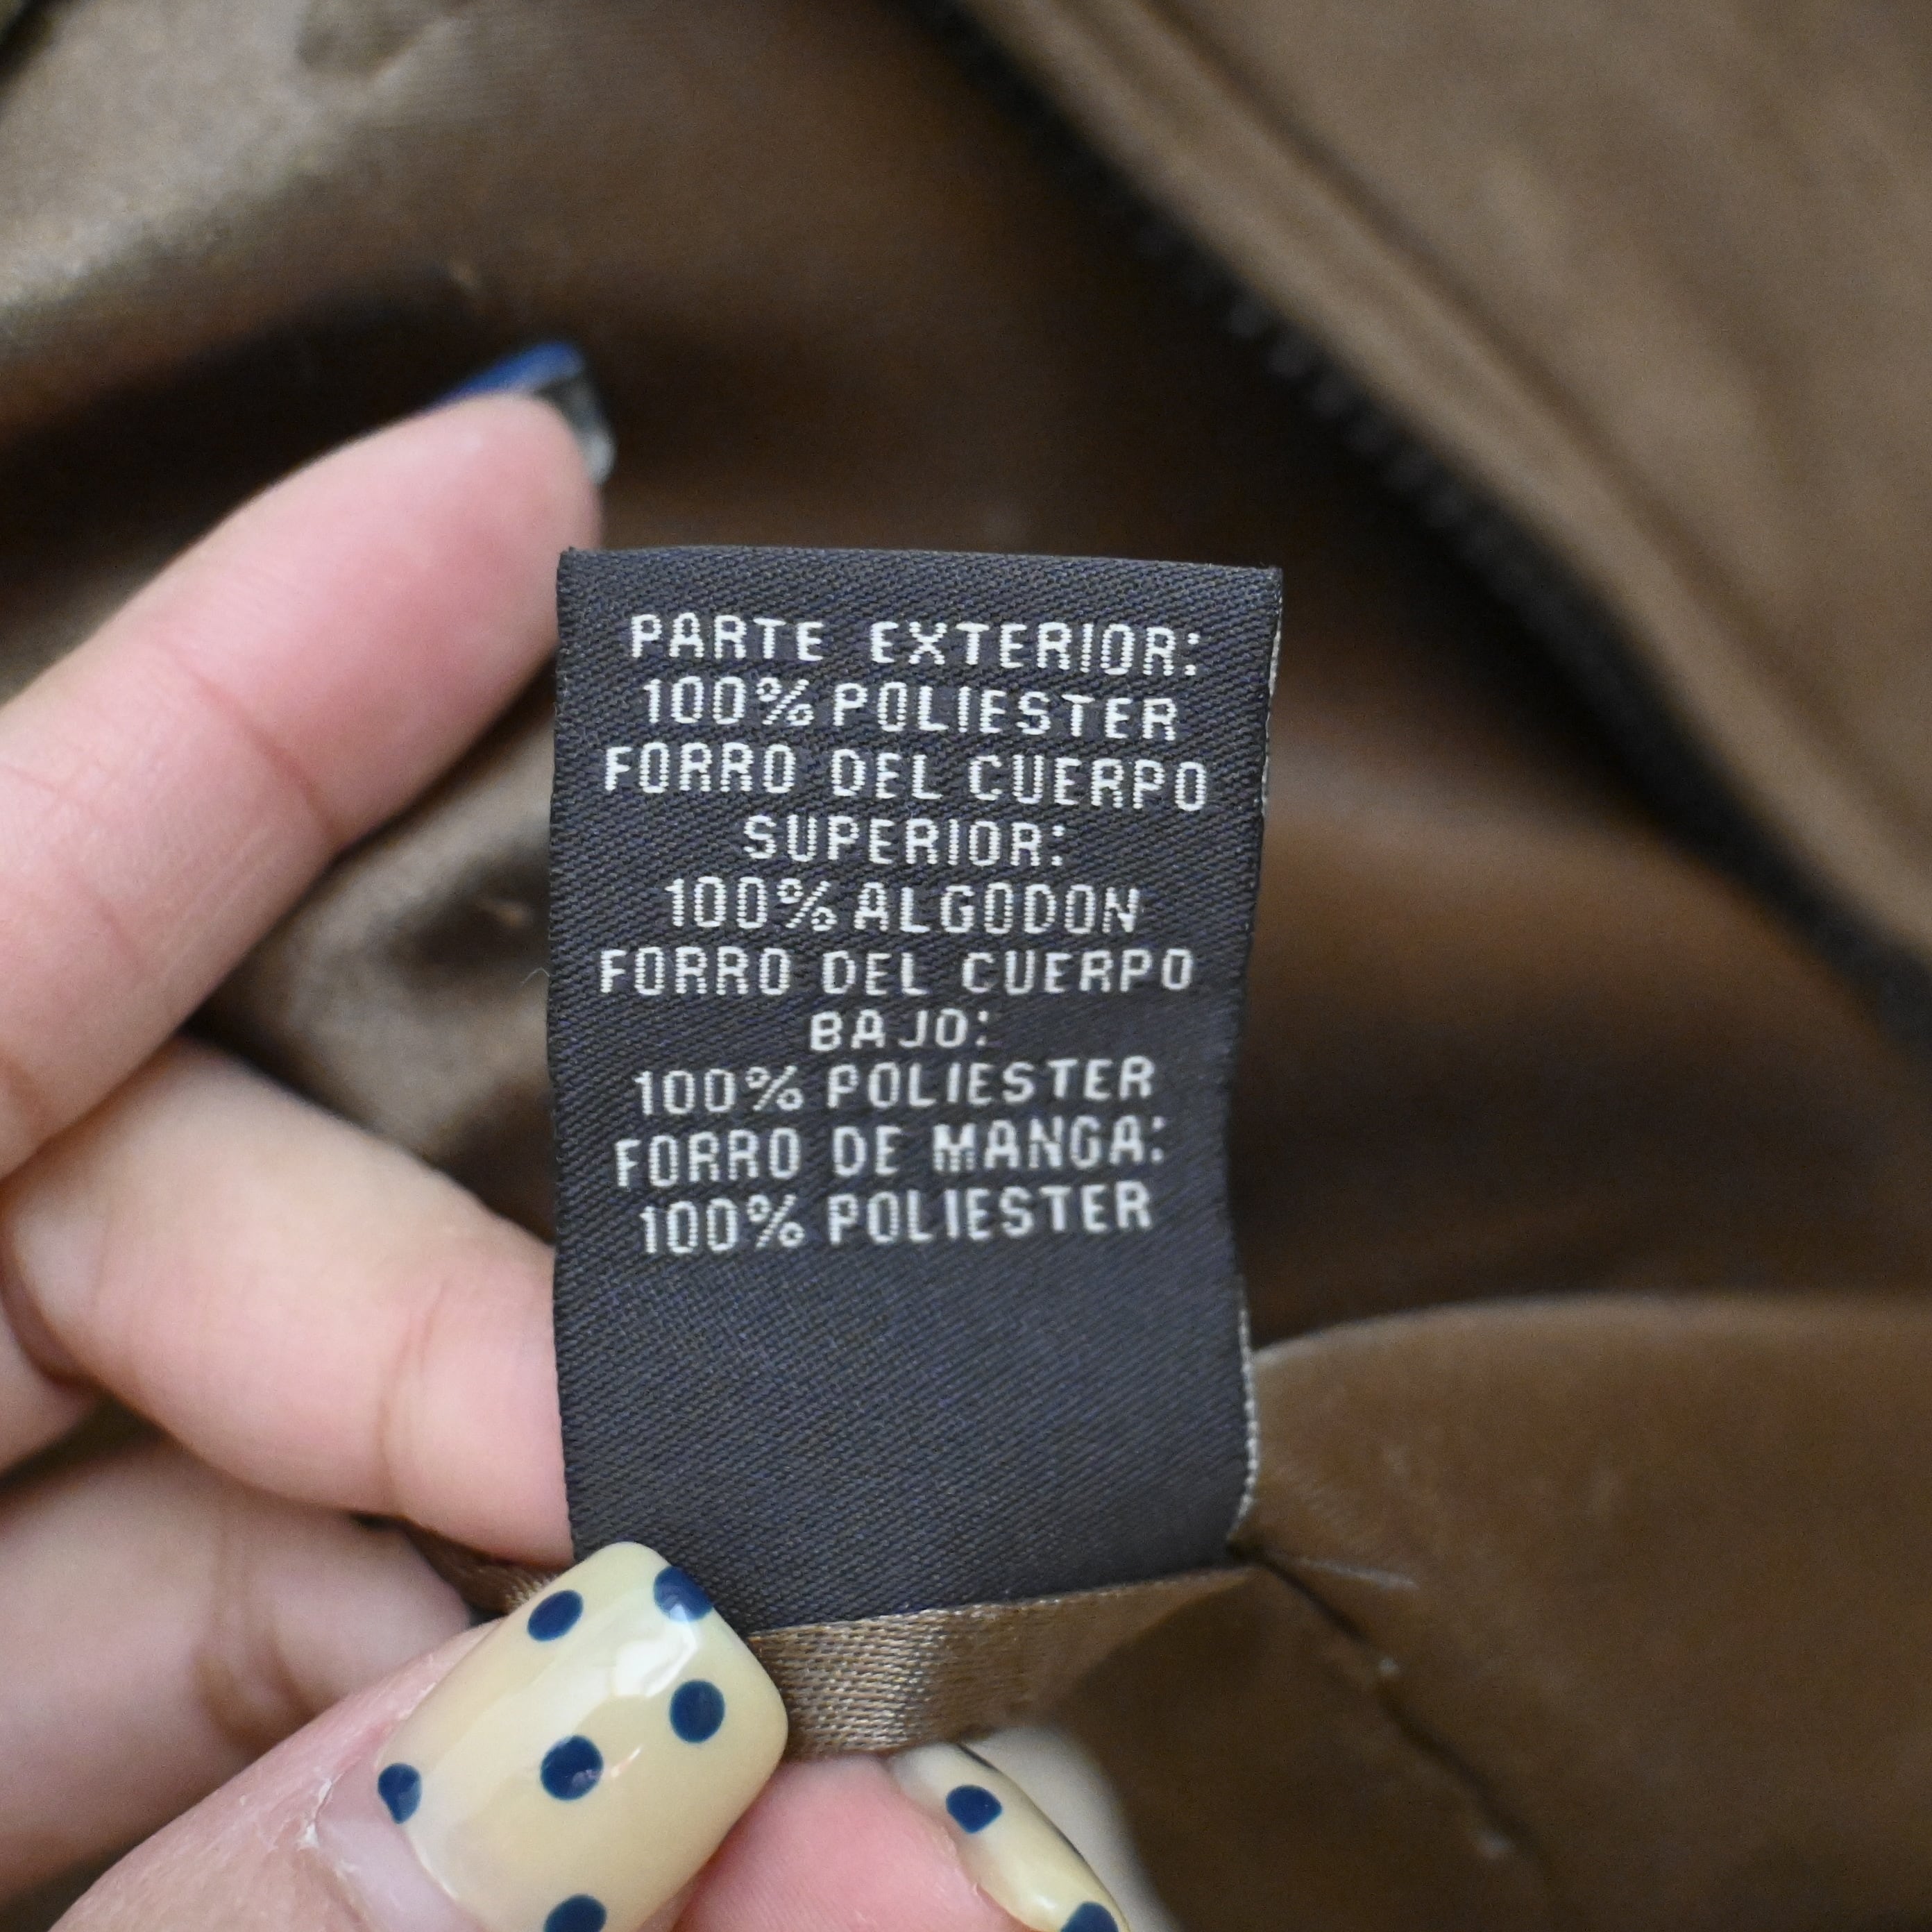 PARTE EXTERIOR:
100% POLIESTER
FORRO DEL CUERPO
SUPERIOR:
100% ALGODON
FORRO DEL CUERPO
BAJO:
100% POLIESTER
FORRO DE MANGA:
100% POLIESTER